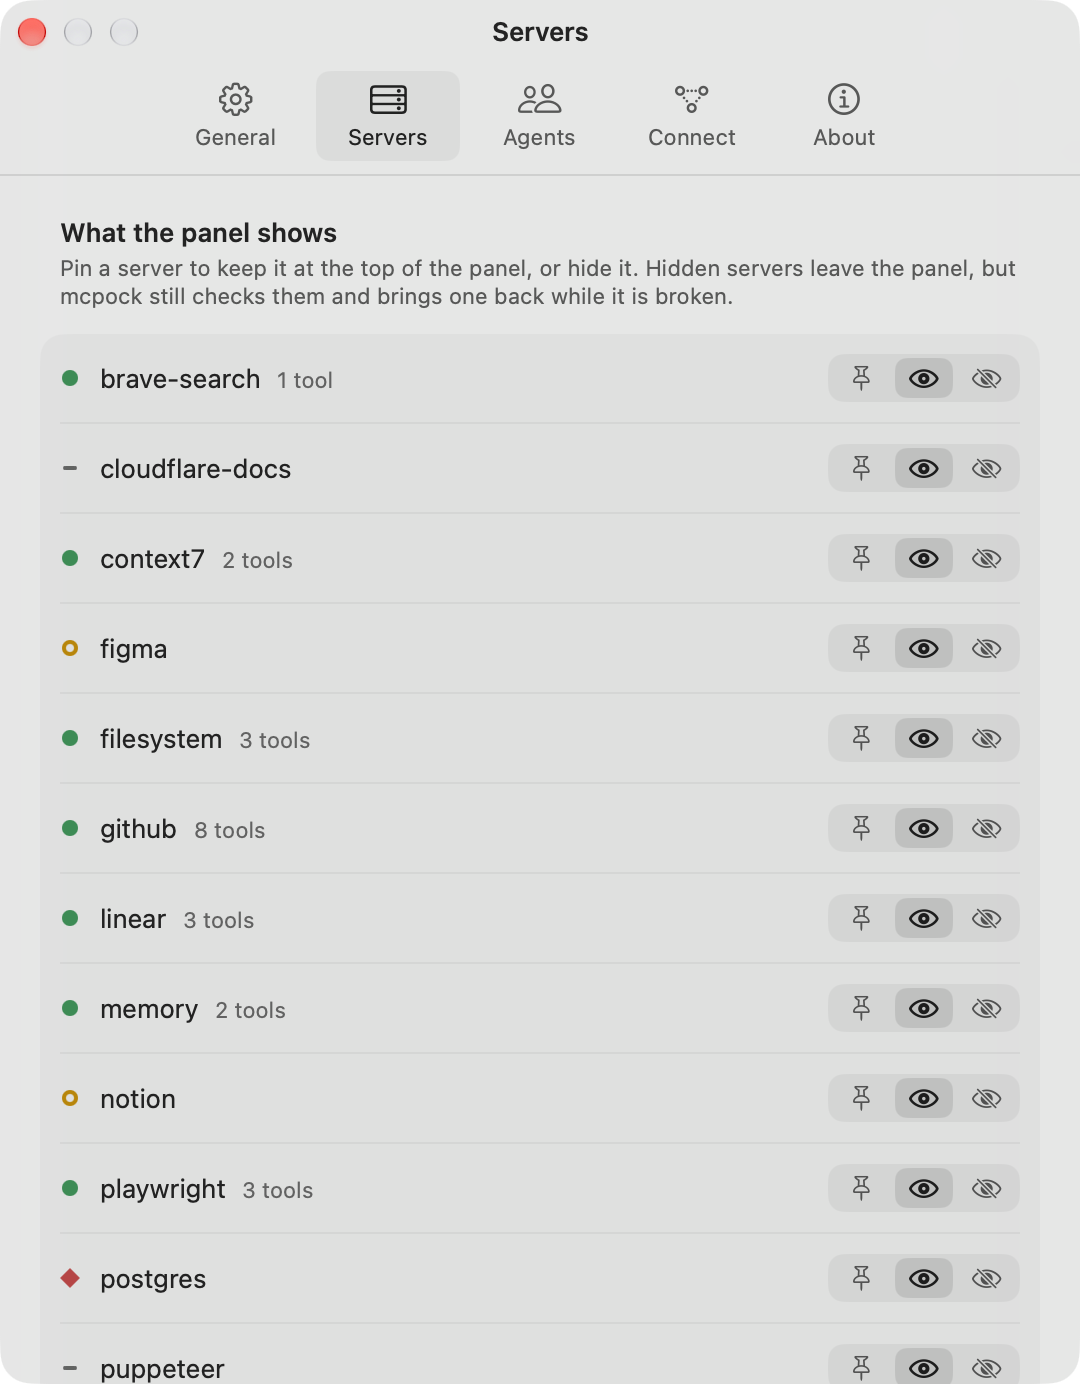 Servers
General
Servers
Agents
Connect
About
What the panel shows
Pin a server to keep it at the top of the panel, or hide it. Hidden servers leave the panel, but
mcpock still checks them and brings one back while it is broken.
brave-search 1 tool
cloudflare-docs
context7 2 tools
figma
filesystem 3 tools
github 8 tools
linear 3 tools
memory 2 tools
notion
playwright 3 tools
postgres
puppeteer